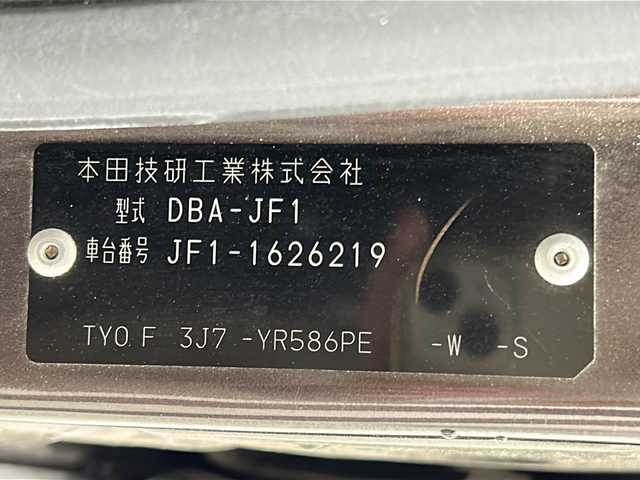 本田技研工業株式会社
型式 DBA-JF1
車台番号 JF1-1626219
TYO F 3J7 -YR586PE -W -S